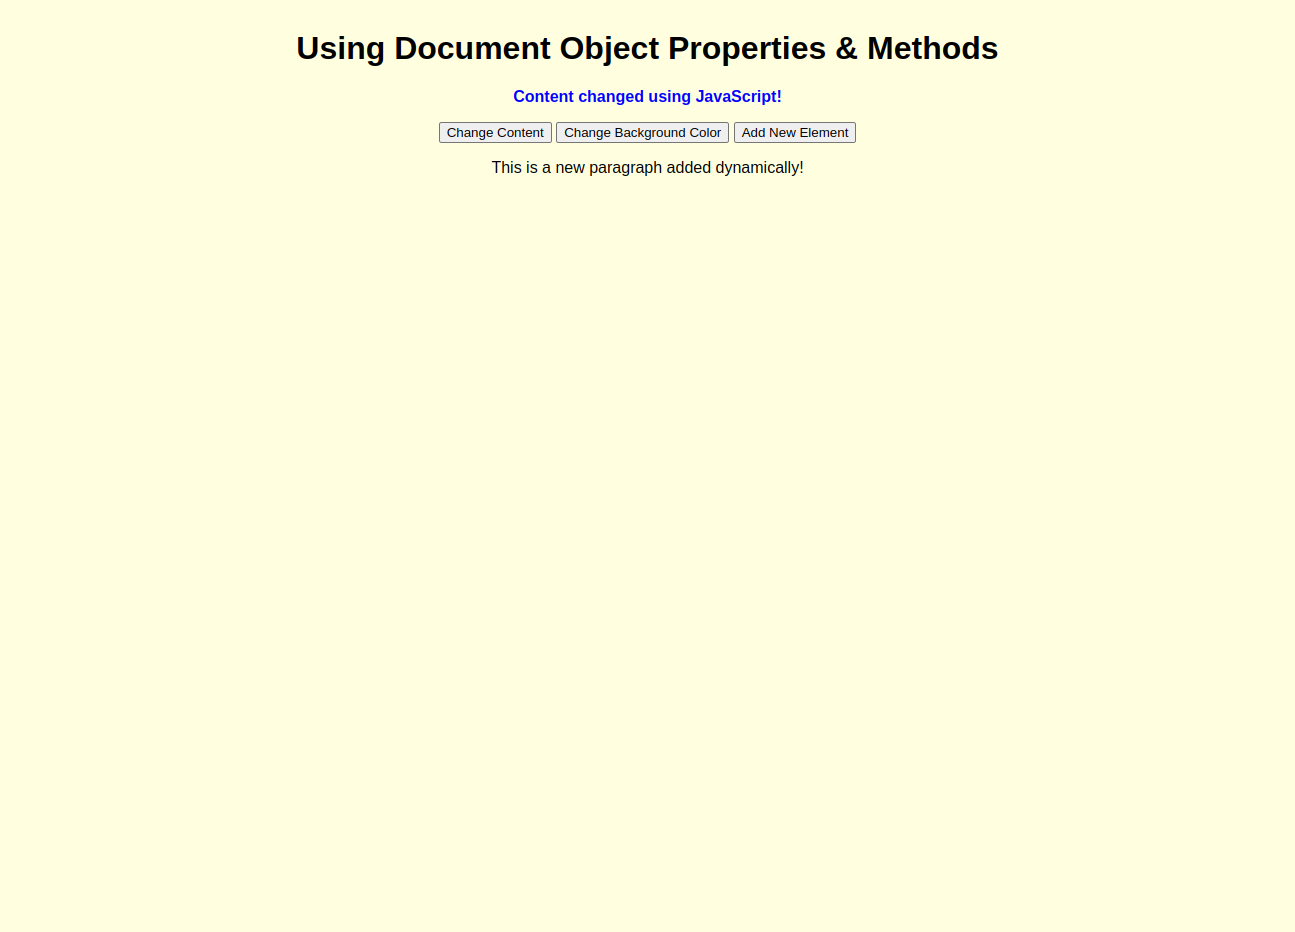 Using Document Object Properties & Methods
Content changed using JavaScript!
Change Content Change Background Color Add New Element
This is a new paragraph added dynamically!